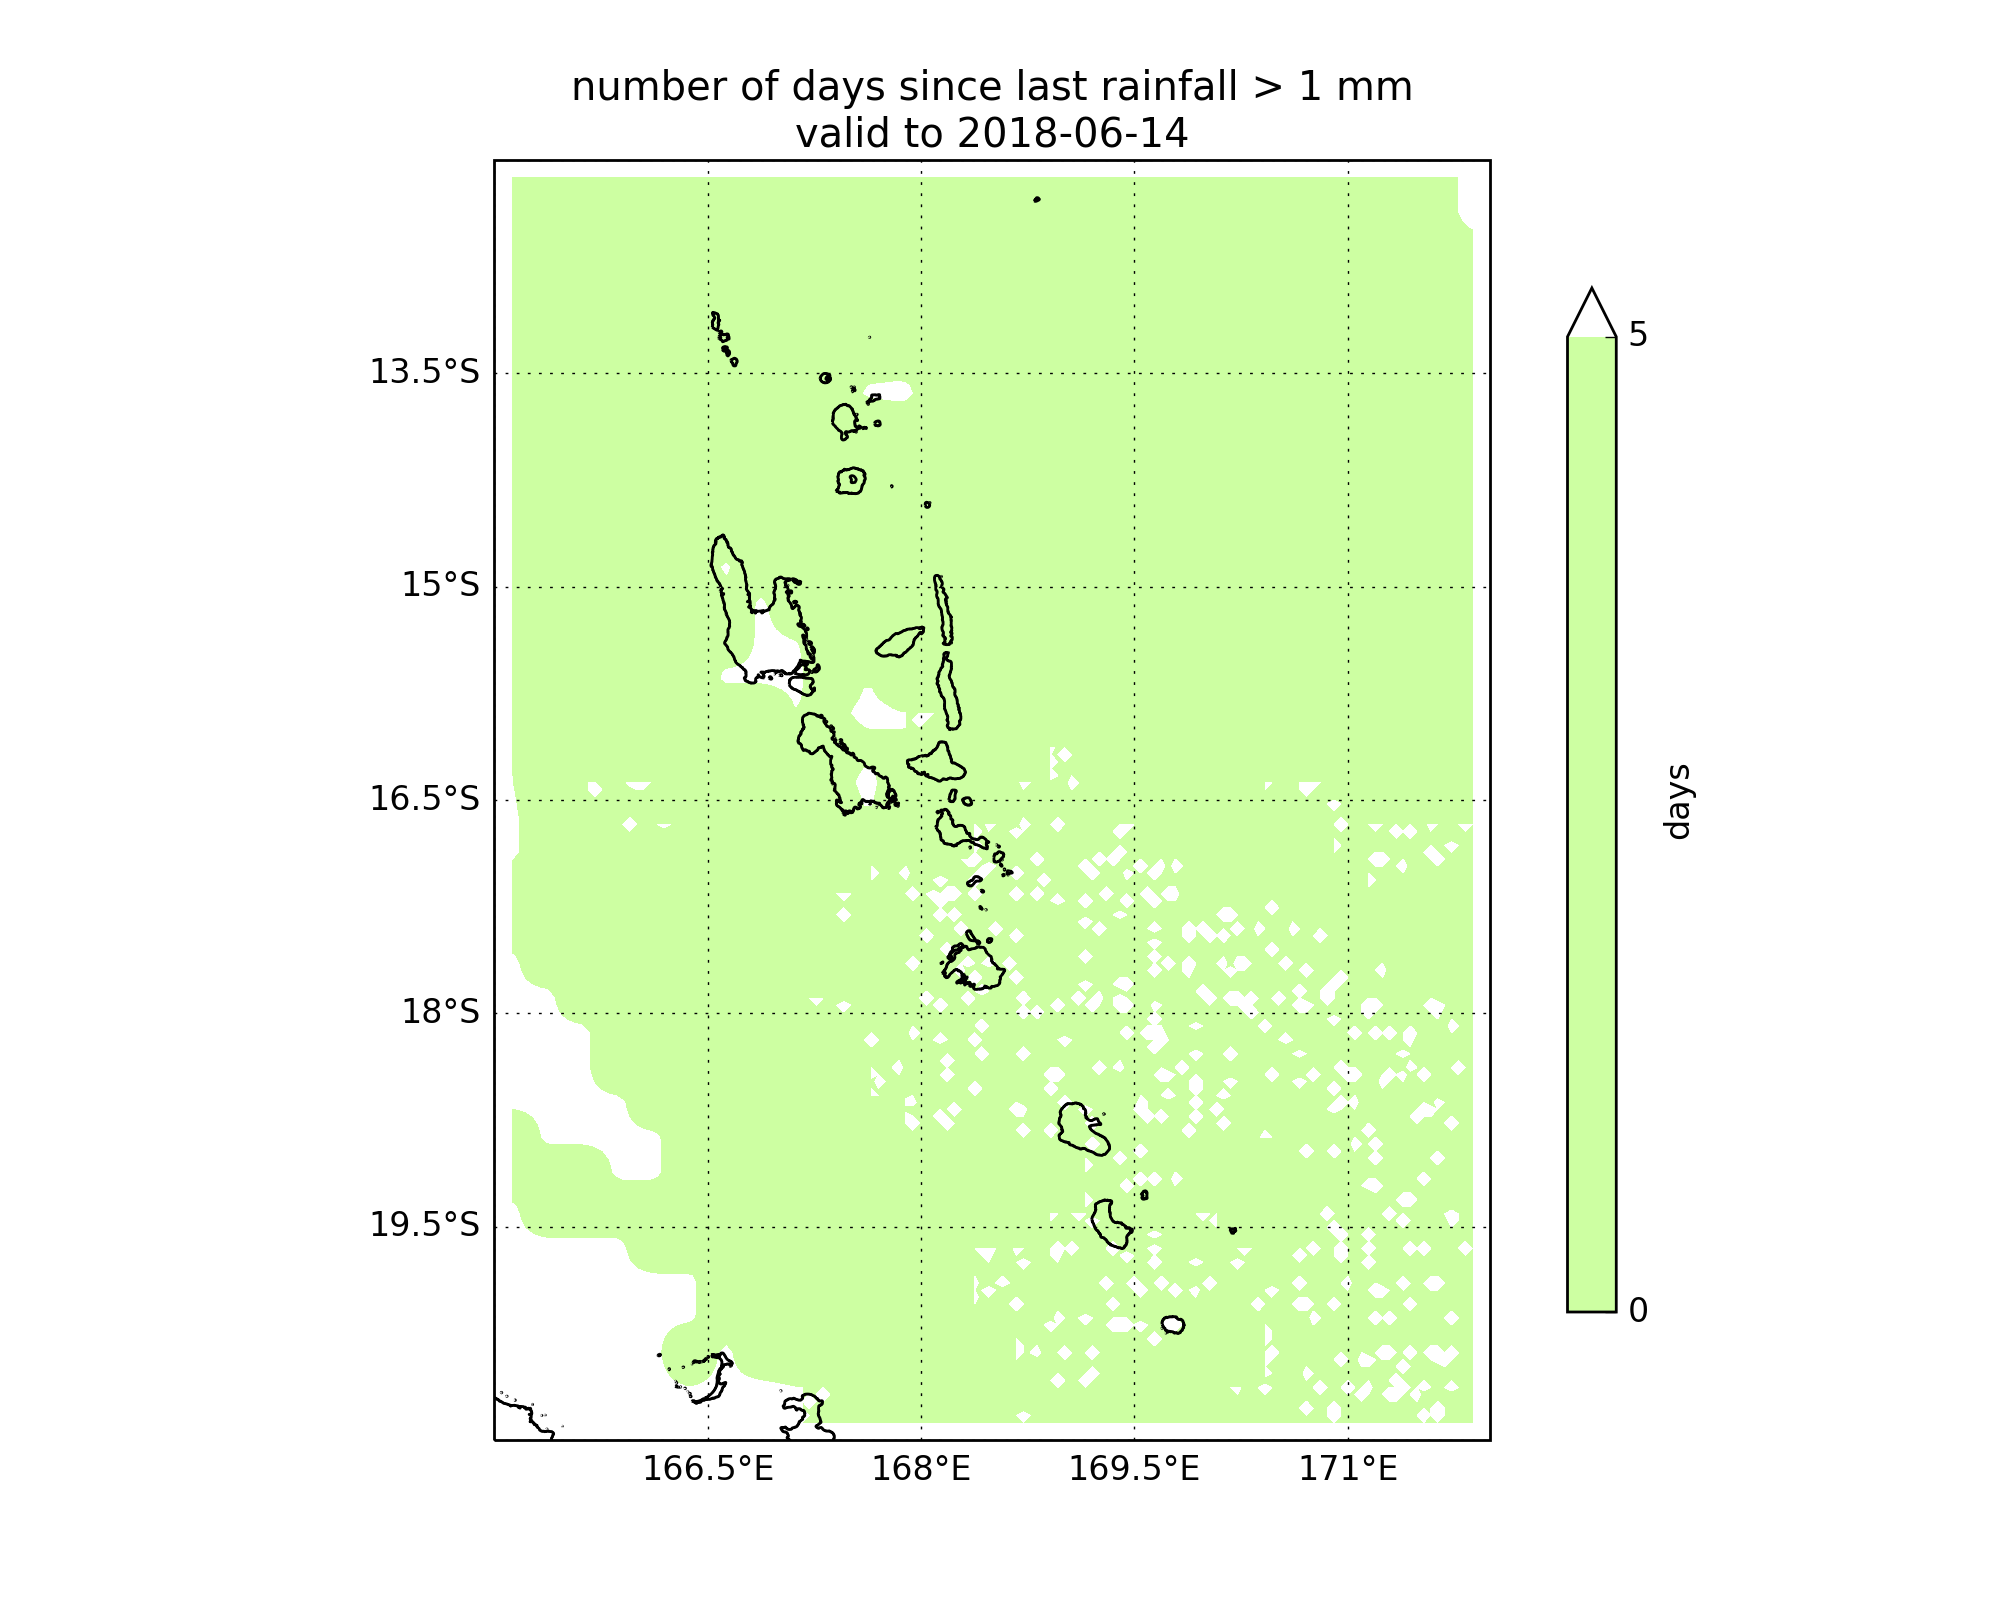 number of days since last rainfall > 1 mm
valid to 2018-06-14
13.5°S
15°S
16.5°S
18°S
19.5°S
166.5°E
168°E
169.5°E
171°E
5
0
days